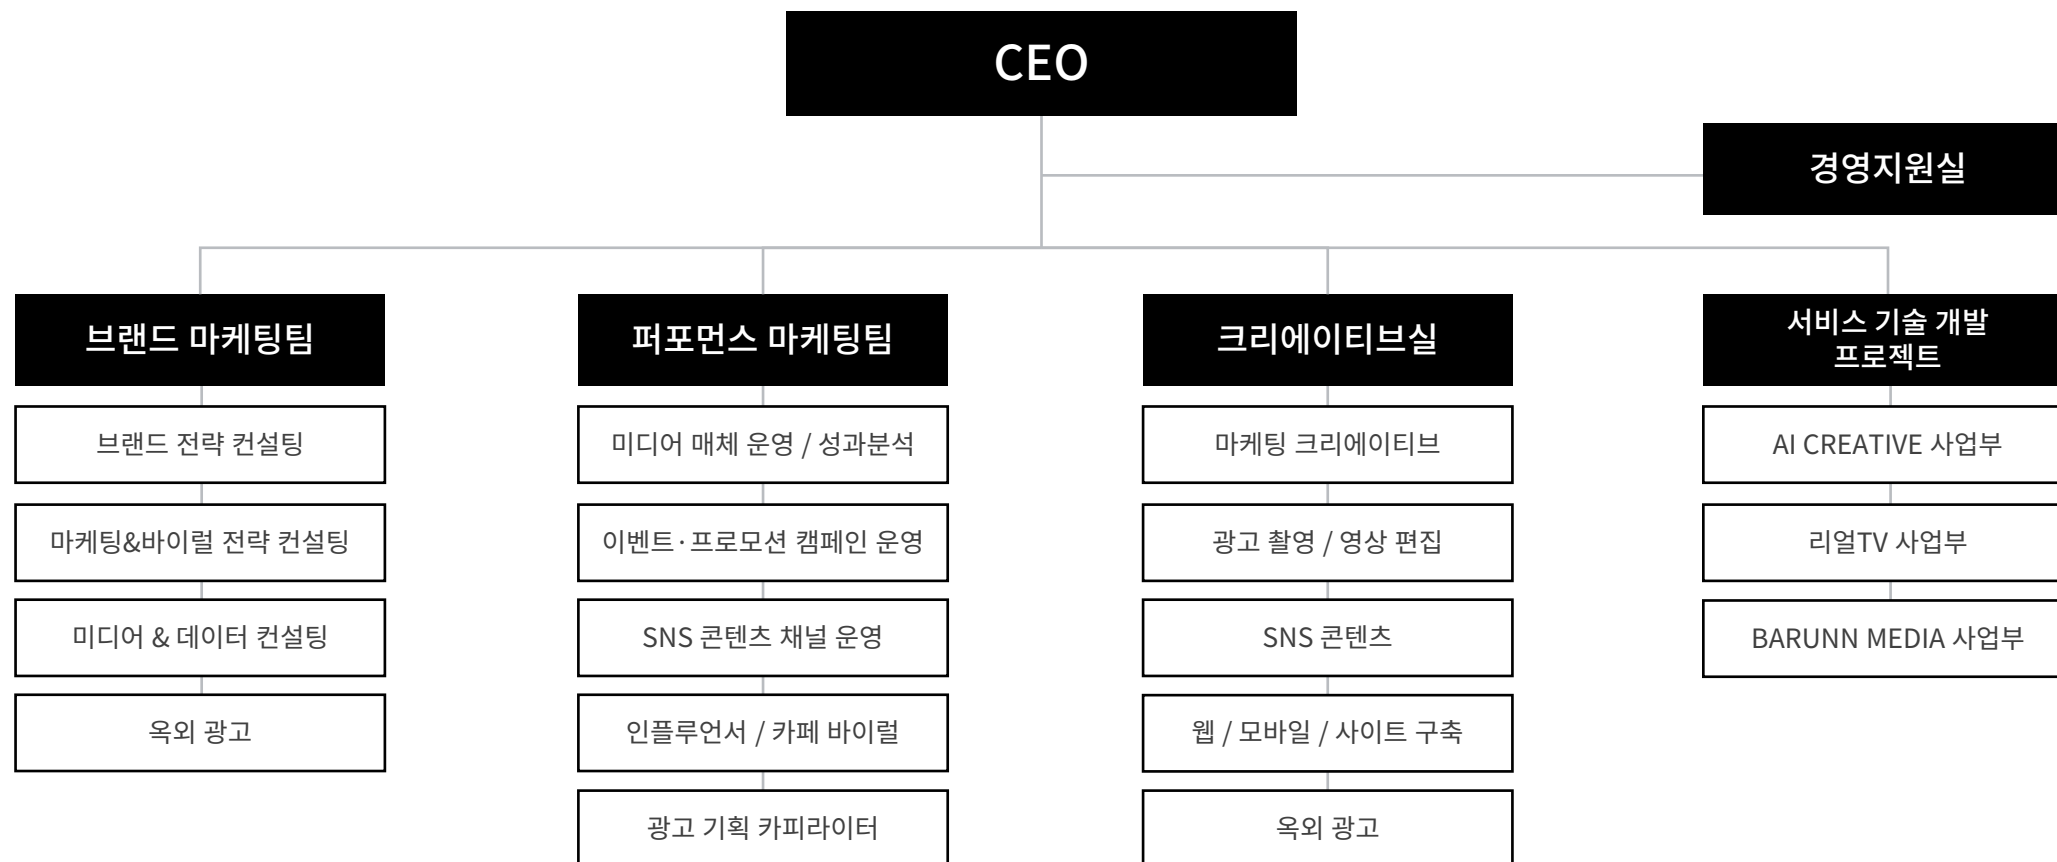 CEO
경영지원실
브랜드 마케팅팀
브랜드 전략 컨설팅
마케팅&바이럴 전략 컨설팅
미디어 & 데이터 컨설팅
옥외 광고
퍼포먼스 마케팅팀
미디어 매체 운영 / 성과분석
이벤트·프로모션 캠페인 운영
SNS 콘텐츠 채널 운영
인플루언서 / 카페 바이럴
광고 기획 카피라이터
크리에이티브실
마케팅 크리에이티브
광고 촬영 / 영상 편집
SNS 콘텐츠
웹 / 모바일 / 사이트 구축
옥외 광고
서비스 기술 개발
프로젝트
AI CREATIVE 사업부
리얼TV 사업부
BARUNN MEDIA 사업부